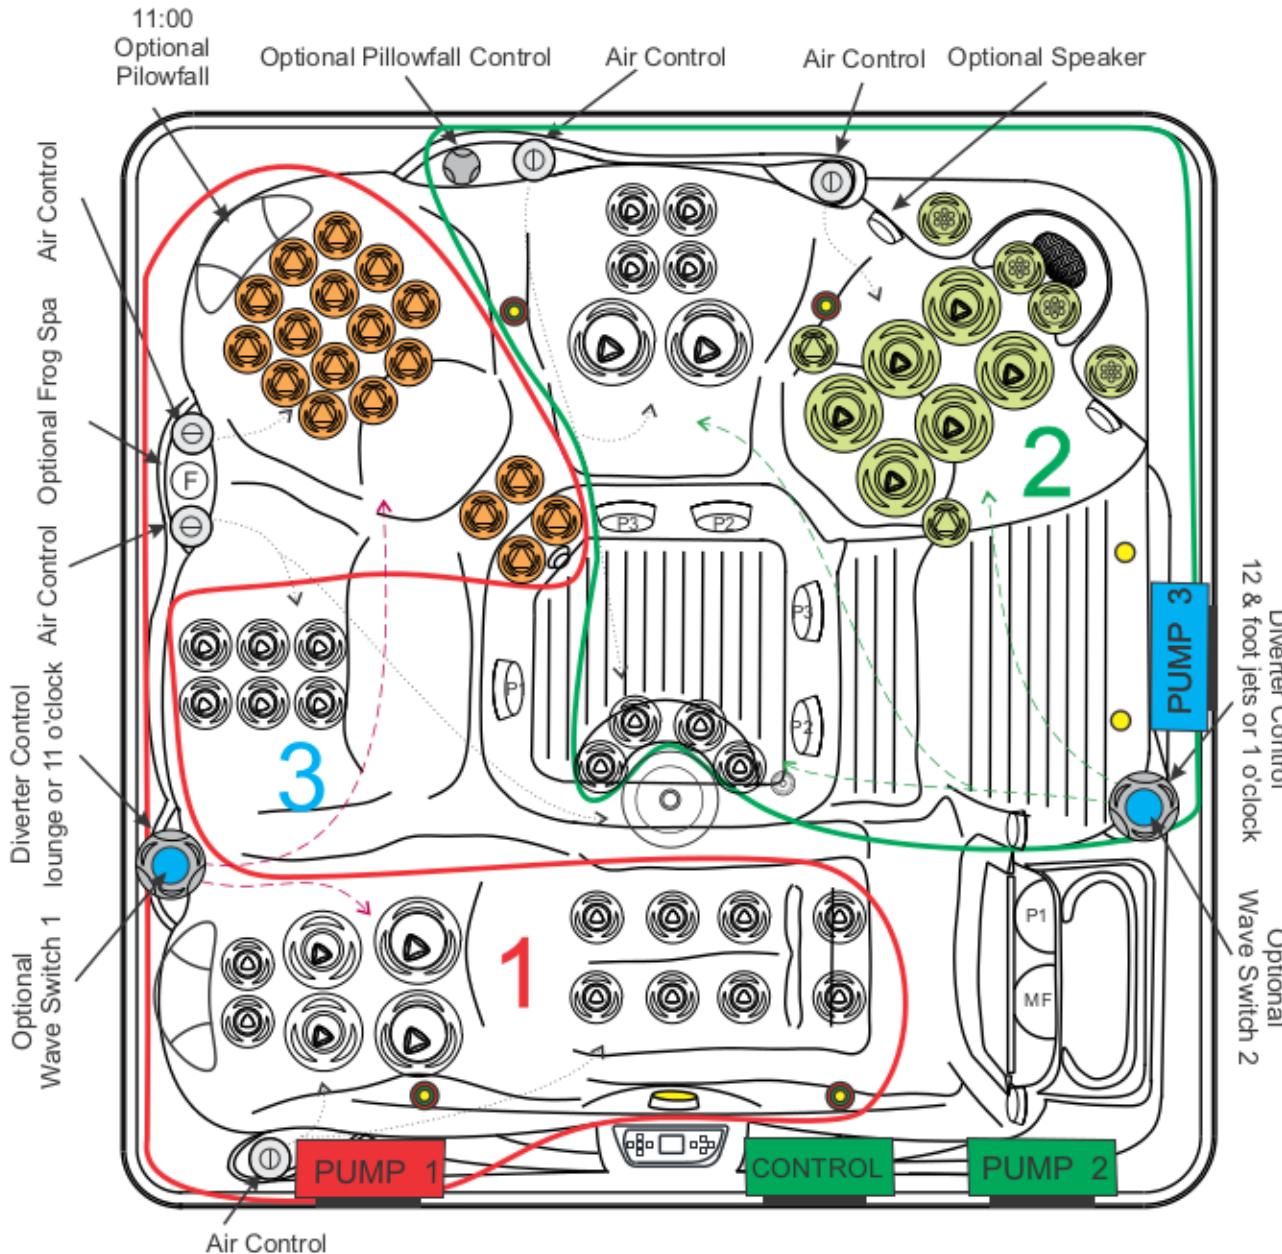 11:00
Optional
Pilowfall
Optional Pillowfall Control
Air Control
Air Control
Optional Speaker
Air Control
Optional Frog Spa
Air Control
Diverter Control
lounge or 11 o'clock
Optional
Wave Switch 1
F
P3
P2
P3
P1
P2
2
3
1
PUMP 3
Diverter Control
12 & foot jets or 1 o'clock
Optional
Wave Switch 2
P1
MF
PUMP 1
CONTROL
PUMP 2
Air Control